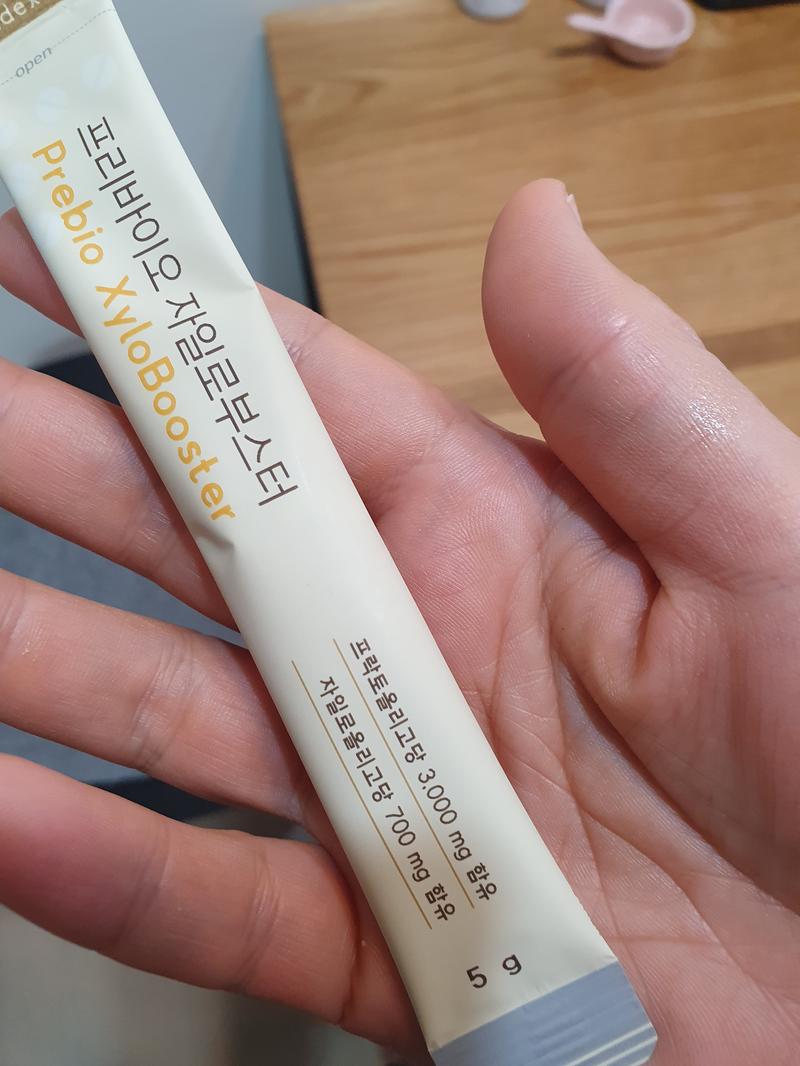 open
프리바이오 자일로부스터
Prebio XyloBooster
프락토올리고당 3.000 mg 함유
자일로올리고당 700 mg 함유
5 g